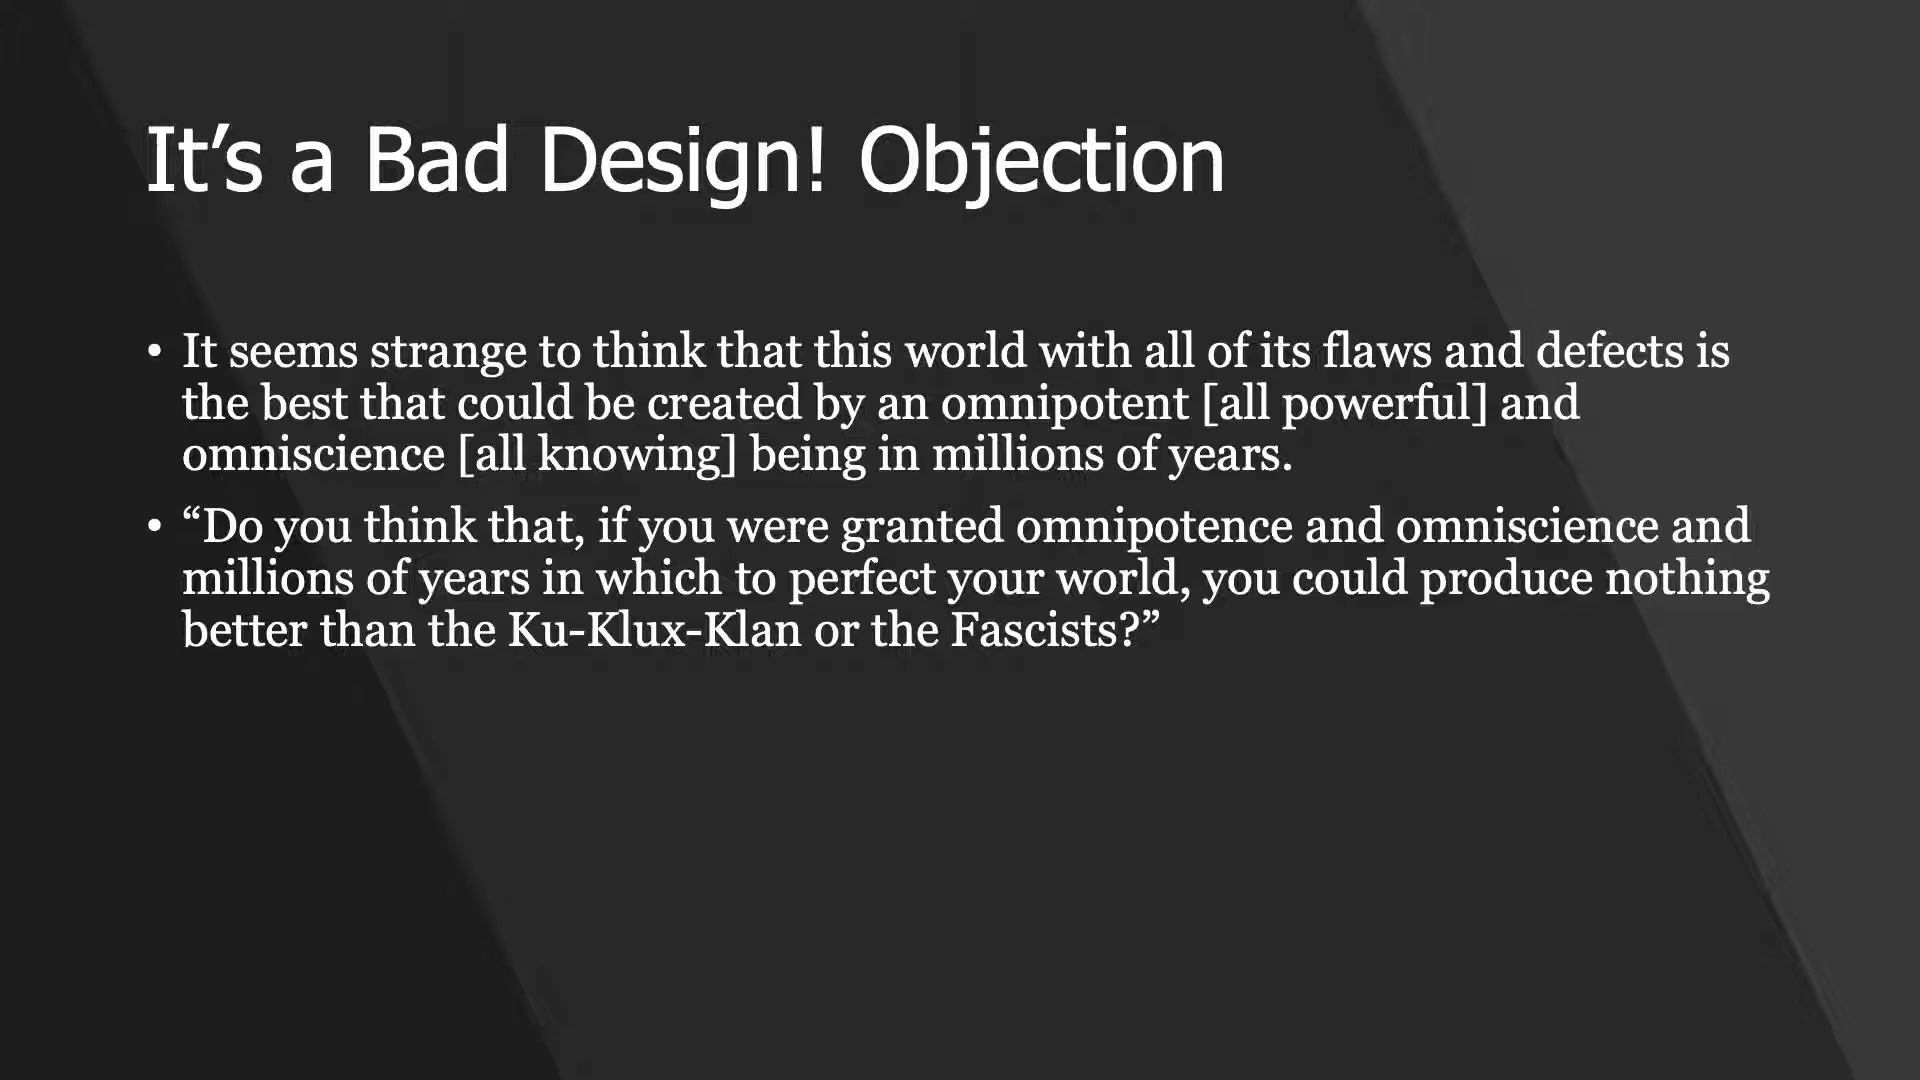 It’s a Bad Design! Objection
• It seems strange to think that this world with all of its flaws and defects is
the best that could be created by an omnipotent [all powerful] and
omniscience [all knowing] being in millions of years.
• “Do you think that, if you were granted omnipotence and omniscience and
millions of years in which to perfect your world, you could produce nothing
better than the Ku-Klux-Klan or the Fascists?”